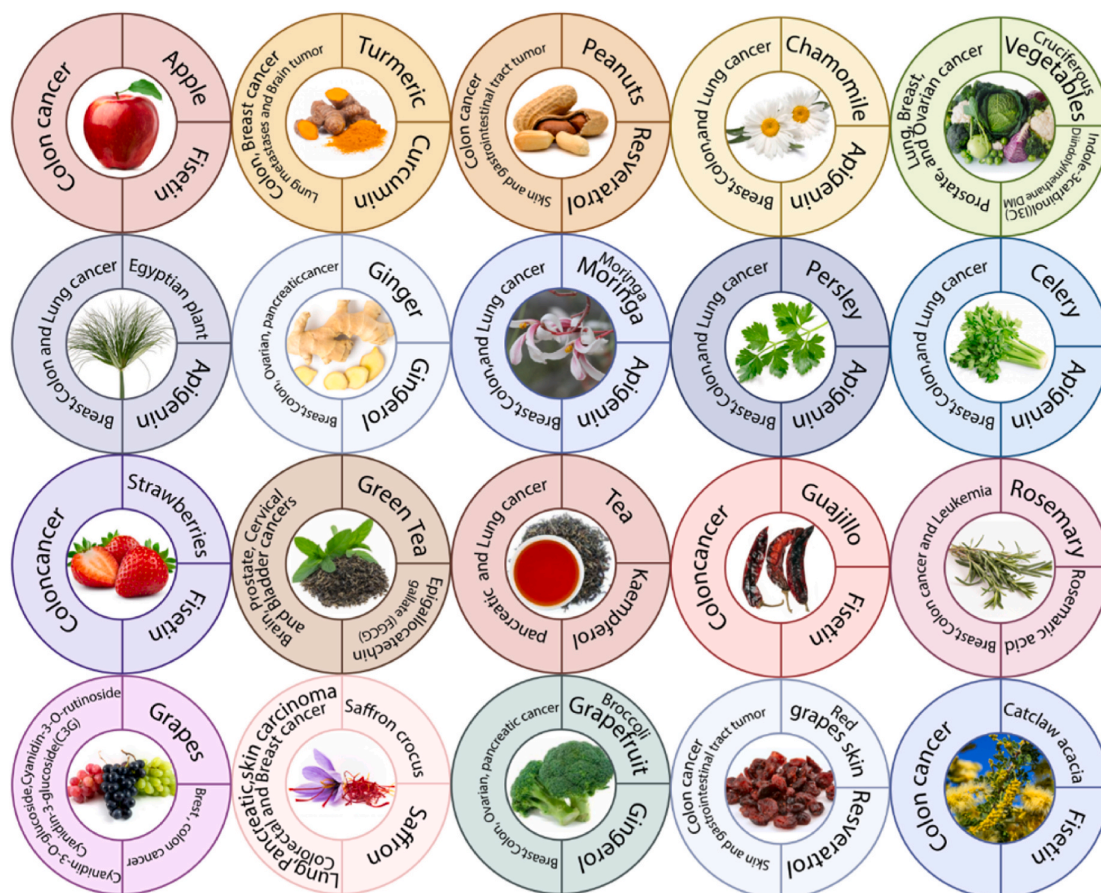 Colon cancer
Apple
Fisetin
Colon, Breast cancer
Lung metastases and Brain tumor
Turmeric
Curcumin
Colon cancer
Skin and gastrointestinal tract tumor
Peanuts
Resveratrol
Breast,Colon,and Lung cancer
Chamomile
Apigenin
Lung, Breast,
Prostate, and Ovarian cancer
Cruciferous
Vegetables
Indole-3carbinol(I3C)
Diindolylmethane DIM
Breast,Colon and Lung cancer
Egyptian plant
Apigenin
Breast,Colon, Ovarian, pancreaticcancer
Ginger
Gingerol
Breast,Colon,and Lung cancer
Moringa
Moringa
Apigenin
Breast,Colon,and Lung cancer
Persley
Apigenin
Breast,Colon,and Lung cancer
Celery
Apigenin
Coloncancer
Strawberries
Fisetin
Brain, Prostate, Cervical
and Bladder cancers
Green Tea
Epigallocatechin
gallate (EGCG)
pancreatic and Lung cancer
Tea
Kaempferol
Coloncancer
Guajillo
Fisetin
Breast,Colon cancer and Leukemia
Rosemary
Rosemaric acid
Cyanidin-3-O-glucoside,Cyanidin-3-O-rutinoside
Cyanidin-3-glucoside(C3G)
Grapes
Brest, colon cancer
Lung,Pancreatic,skin carcinoma
Colorectal and Breast cancer
Saffron crocus
Saffron
Breast,Colon, ovarian, pancreatic cancer
Broccoli
Grapefruit
Gingerol
Colon cancer
Skin and gastrointestinal tract tumor
Red
grapes skin
Resveratrol
Colon cancer
Catclaw acacia
Fisetin